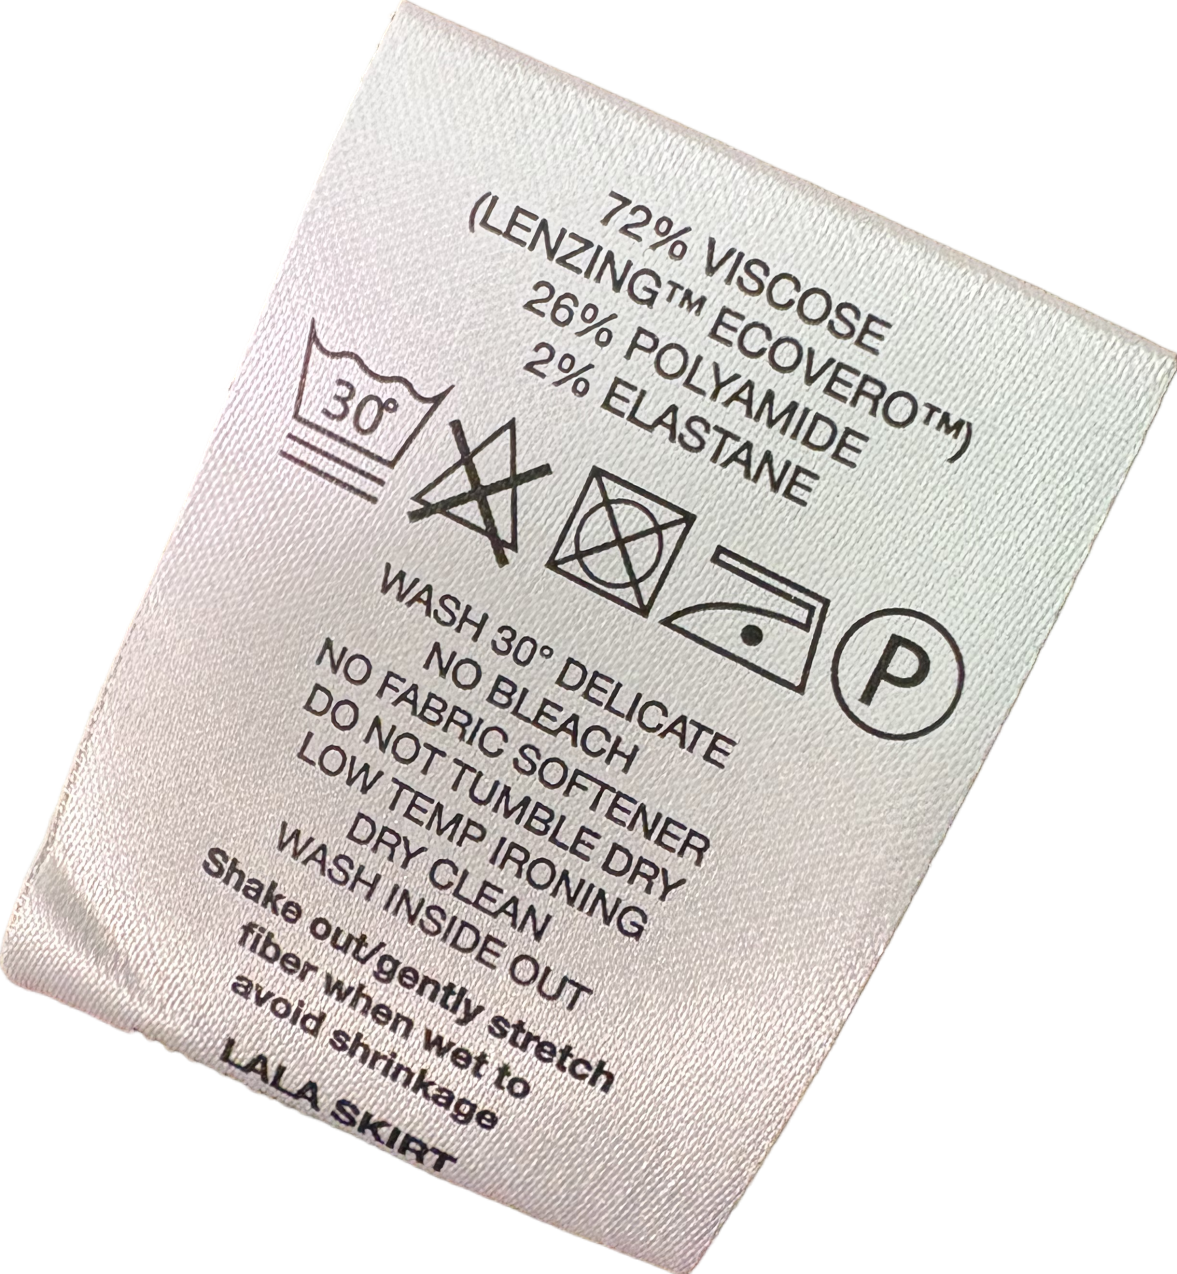 72% VISCOSE
(LENZING™ ECOVERO™)
26% POLYAMIDE
2% ELASTANE
30° P
WASH 30° DELICATE
NO BLEACH
NO FABRIC SOFTENER
DO NOT TUMBLE DRY
LOW TEMP IRONING
DRY CLEAN
WASH INSIDE OUT
Shake out/gently stretch
fiber when wet to
avoid shrinkage
LALA SKIRT